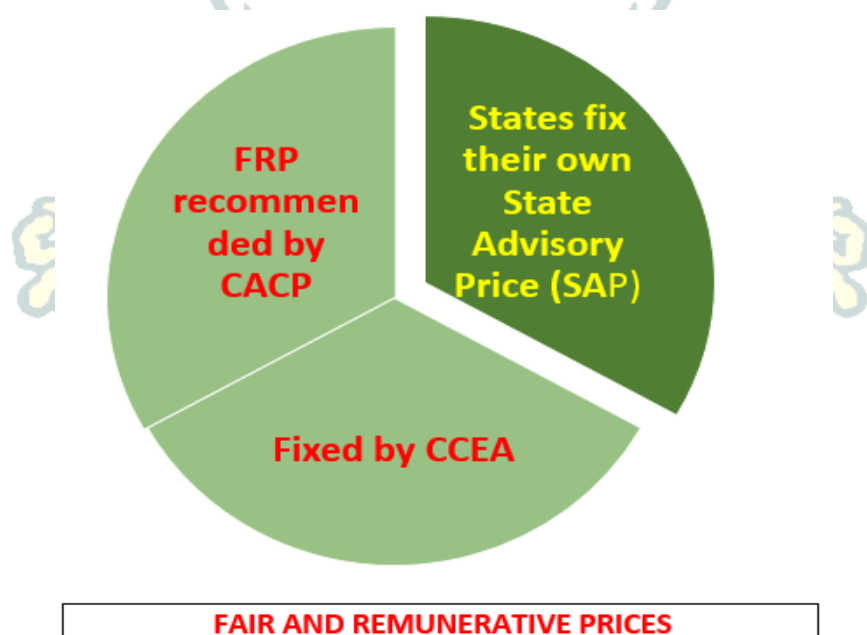 FRP
recommen
ded by
CACP
States fix
their own
State
Advisory
Price (SAP)
Fixed by CCEA
FAIR AND REMUNERATIVE PRICES